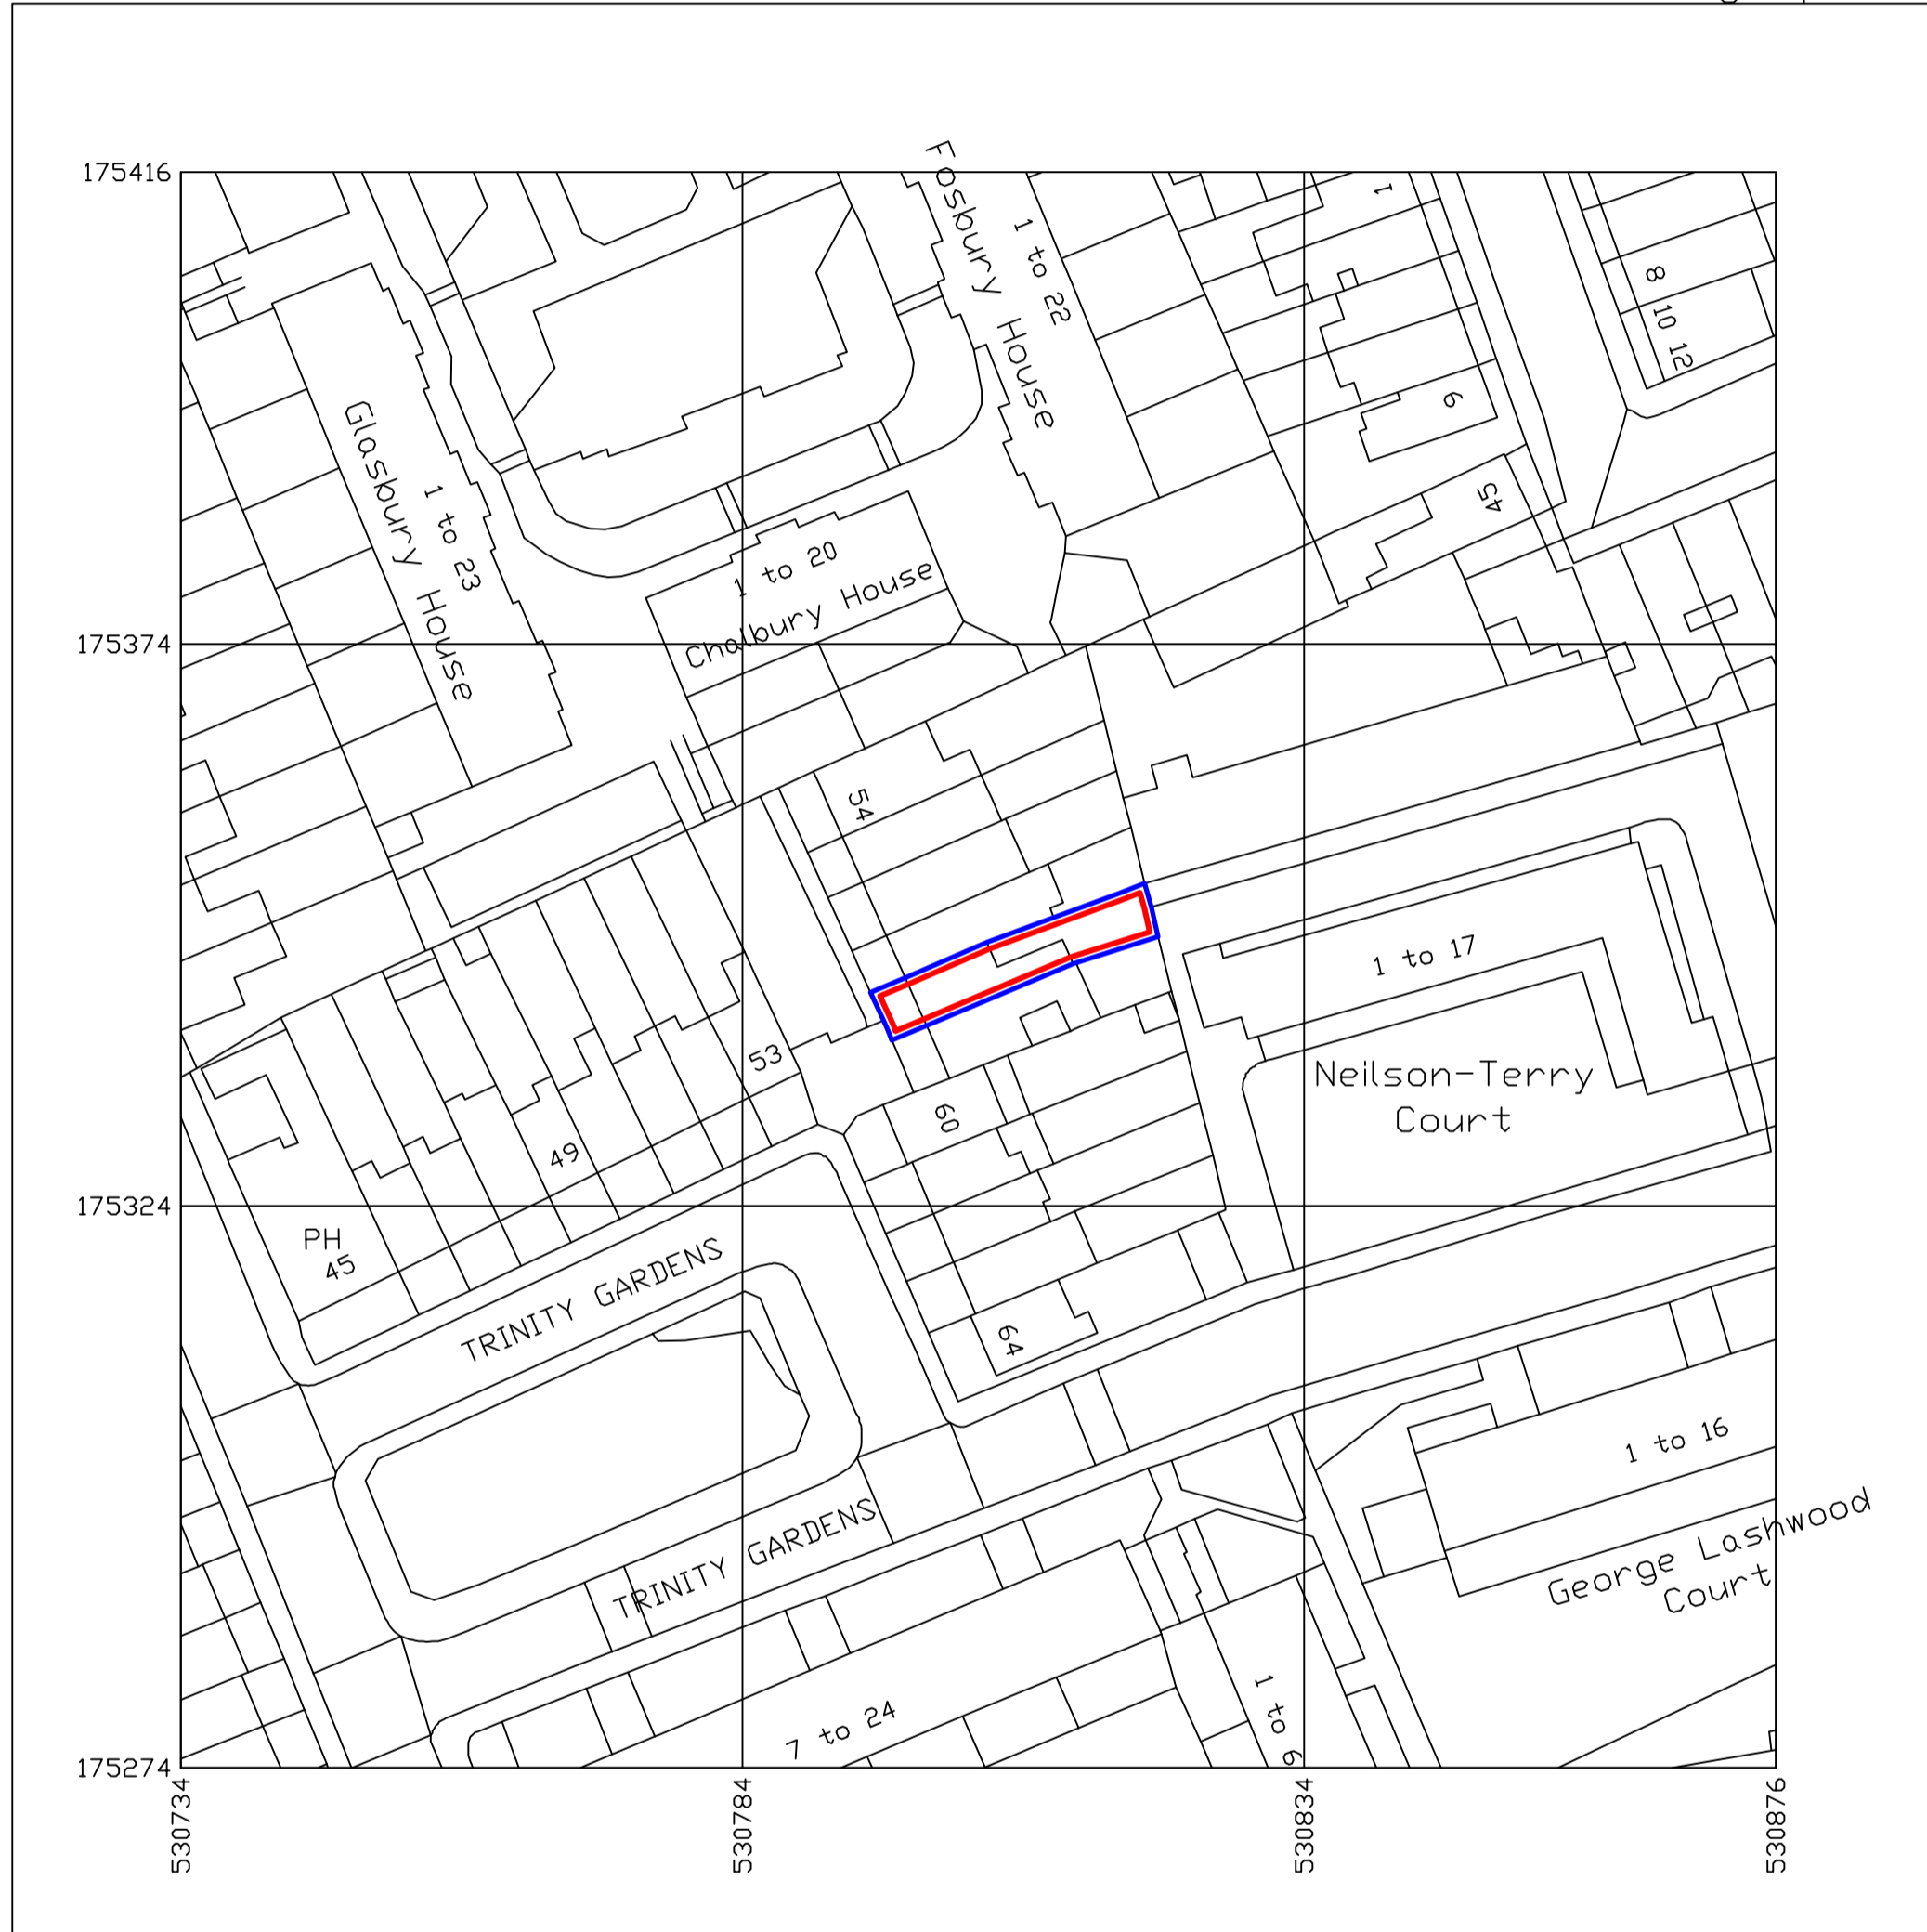 175416
Fosbury House
1 to 22
1
8 10 12
6
45
Glasbury House
1 to 23
1 to 20
Chalbury House
175374
54
53
49
60
1 to 17
Neilson-Terry
Court
175324
PH
45
TRINITY GARDENS
64
TRINITY GARDENS
1 to 16
George Lashwood
Court
7 to 24
1 to 6
175274
530734
530784
530834
530876